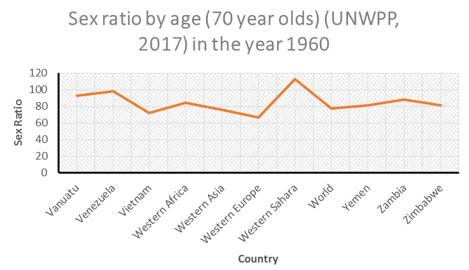 Sex ratio by age (70 year olds) (UNWPP,
2017) in the year 1960
120
100
80
60
40
20
0
Sex Ratio
Vanuatu
Venezuela
Vietnam
Western Africa
Western Asia
Western Europe
Western Sahara
World
Yemen
Zambia
Zimbabwe
Country